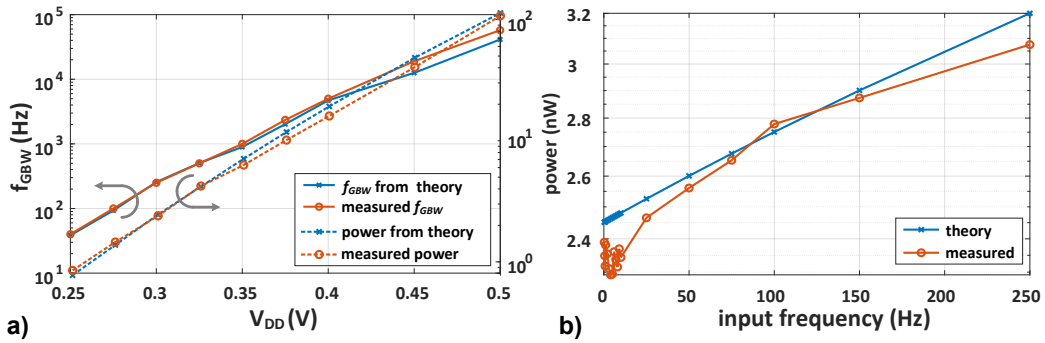 10^5
10^4
10^3
10^2
10^1
f_GBW (Hz)
10^2
10^1
10^0
f_GBW from theory
measured f_GBW
power from theory
measured power
0.25 0.3 0.35 0.4 0.45 0.5
V_DD (V)
a)
3.2
3
2.8
2.6
2.4
power (nW)
theory
measured
0 50 100 150 200 250
input frequency (Hz)
b)